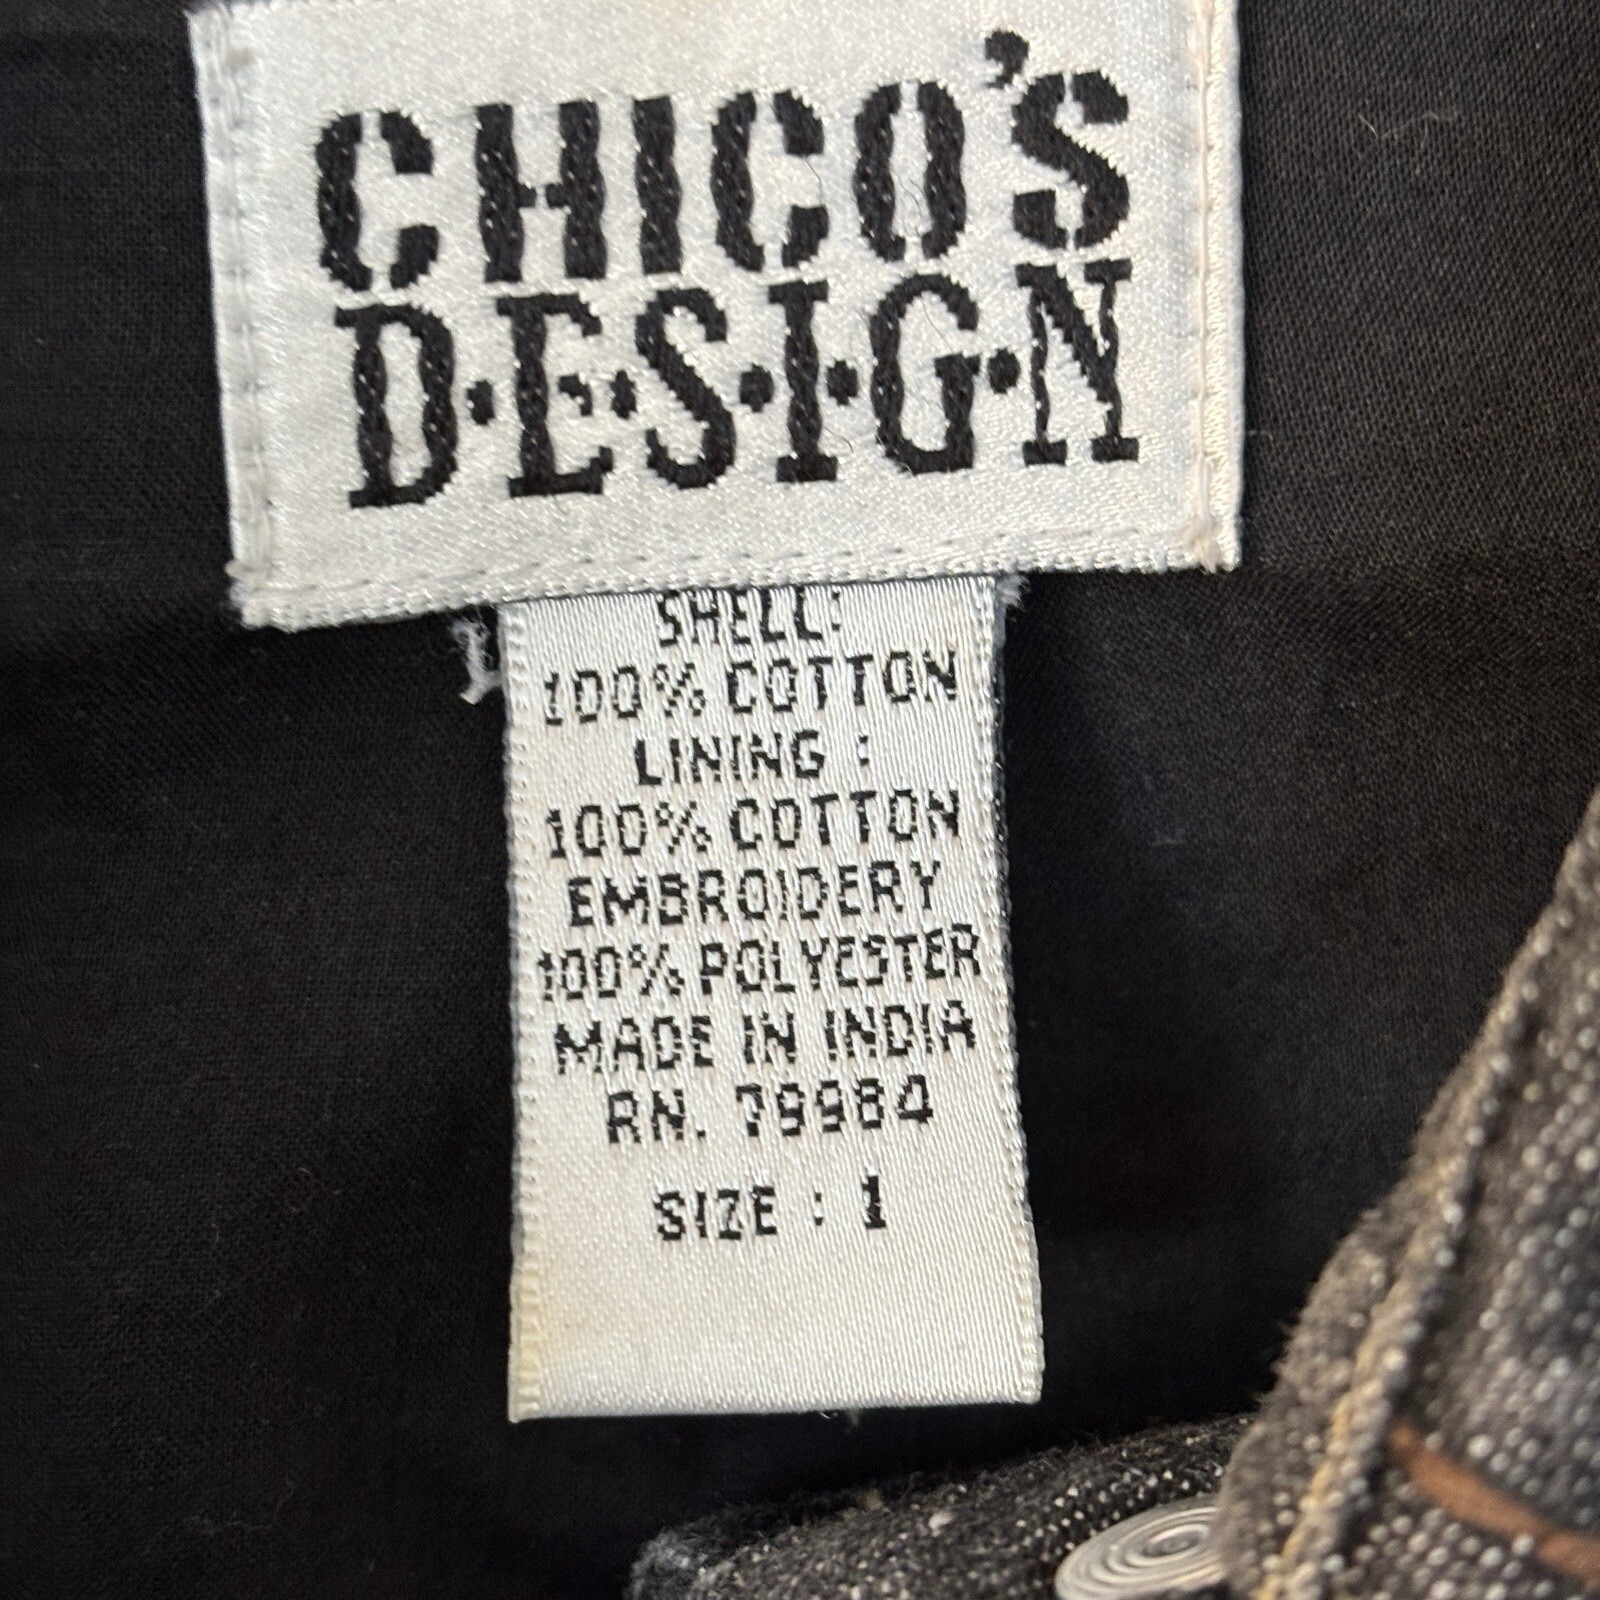 CHICO'S
D·E·S·I·G·N
SHELL:
100% COTTON
LINING :
100% COTTON
EMBROIDERY
100% POLYESTER
MADE IN INDIA
RN. 79984
SIZE : 1